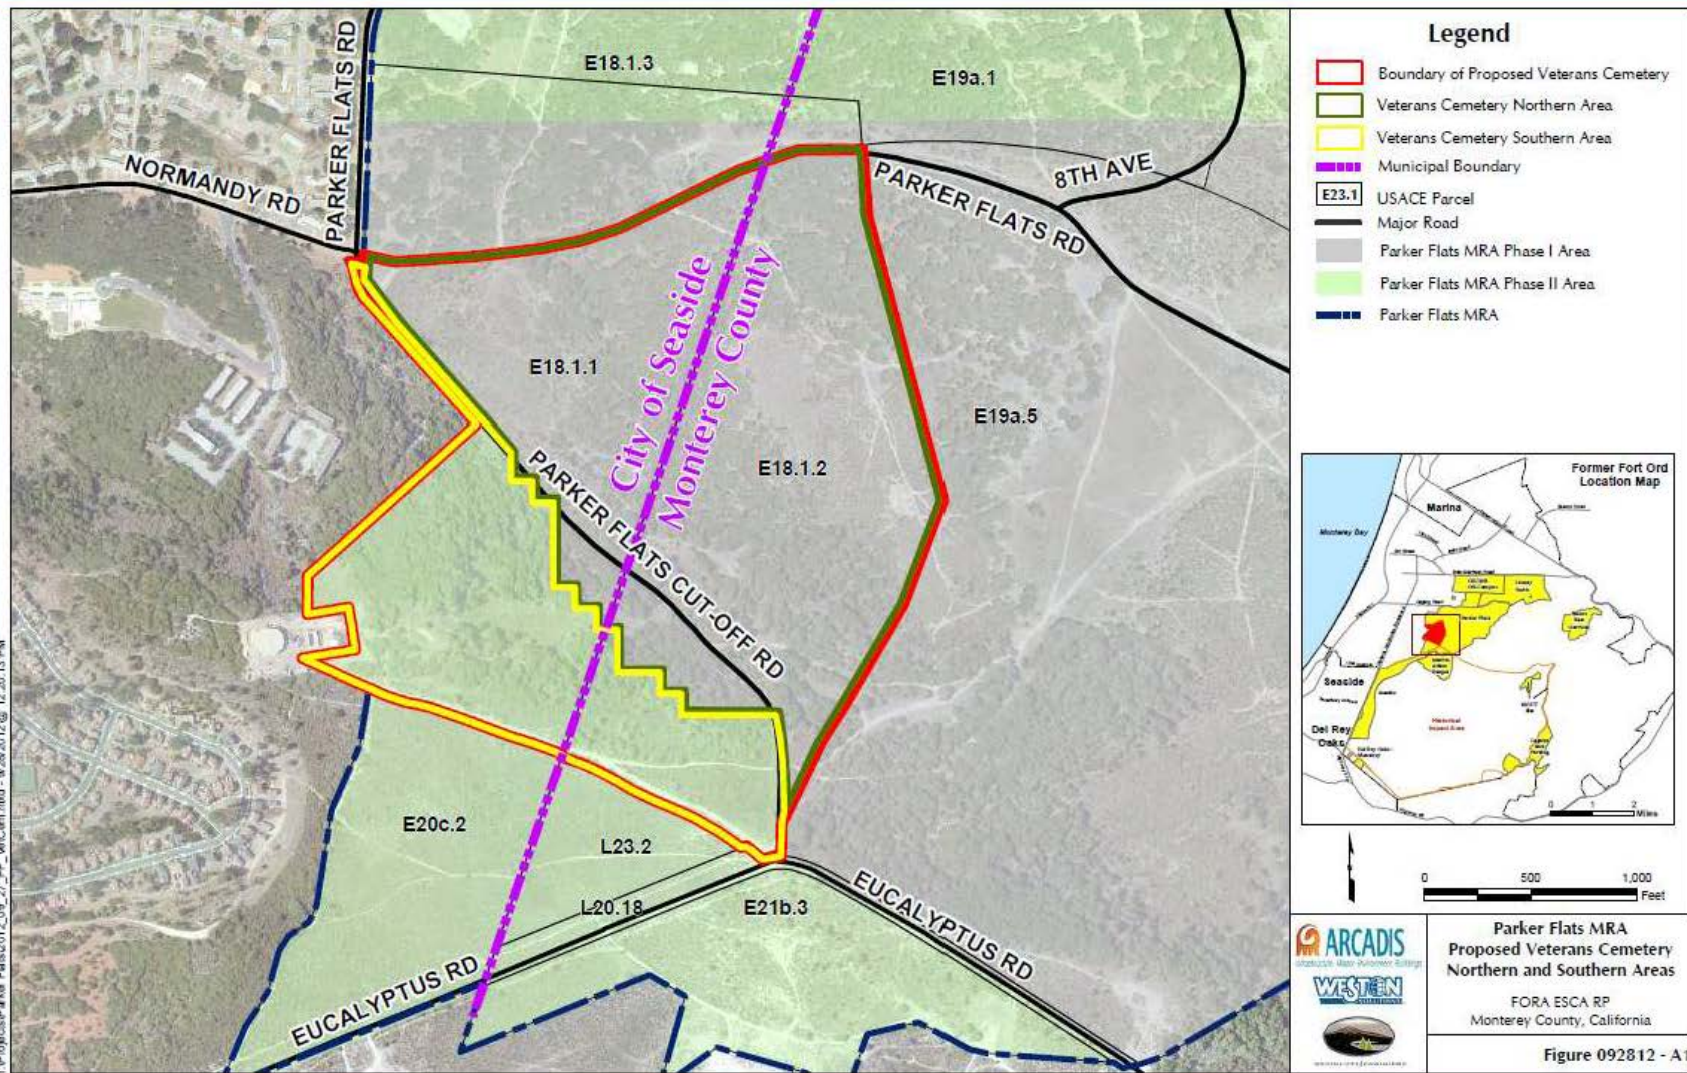 PARKER FLATS RD
E18.1.3
E19a.1
NORMANDY RD
PARKER FLATS RD
8TH AVE
City of Seaside
Monterey County
E18.1.1
E19a.5
E18.1.2
PARKER FLATS CUT-OFF RD
E20c.2
L23.2
L20.18
E21b.3
EUCALYPTUS RD
EUCALYPTUS RD
Legend
Boundary of Proposed Veterans Cemetery
Veterans Cemetery Northern Area
Veterans Cemetery Southern Area
Municipal Boundary
E23.1 USACE Parcel
Major Road
Parker Flats MRA Phase I Area
Parker Flats MRA Phase II Area
Parker Flats MRA
Former Fort Ord
Location Map
Marina
Monterey Bay
Seaside
Del Rey
Oaks
Historical
Impact Area
0 1 2
Miles
0 500 1,000
Feet
ARCADIS
WESTON
Parker Flats MRA
Proposed Veterans Cemetery
Northern and Southern Areas
FORA ESCA RP
Monterey County, California
Figure 092812 - A1